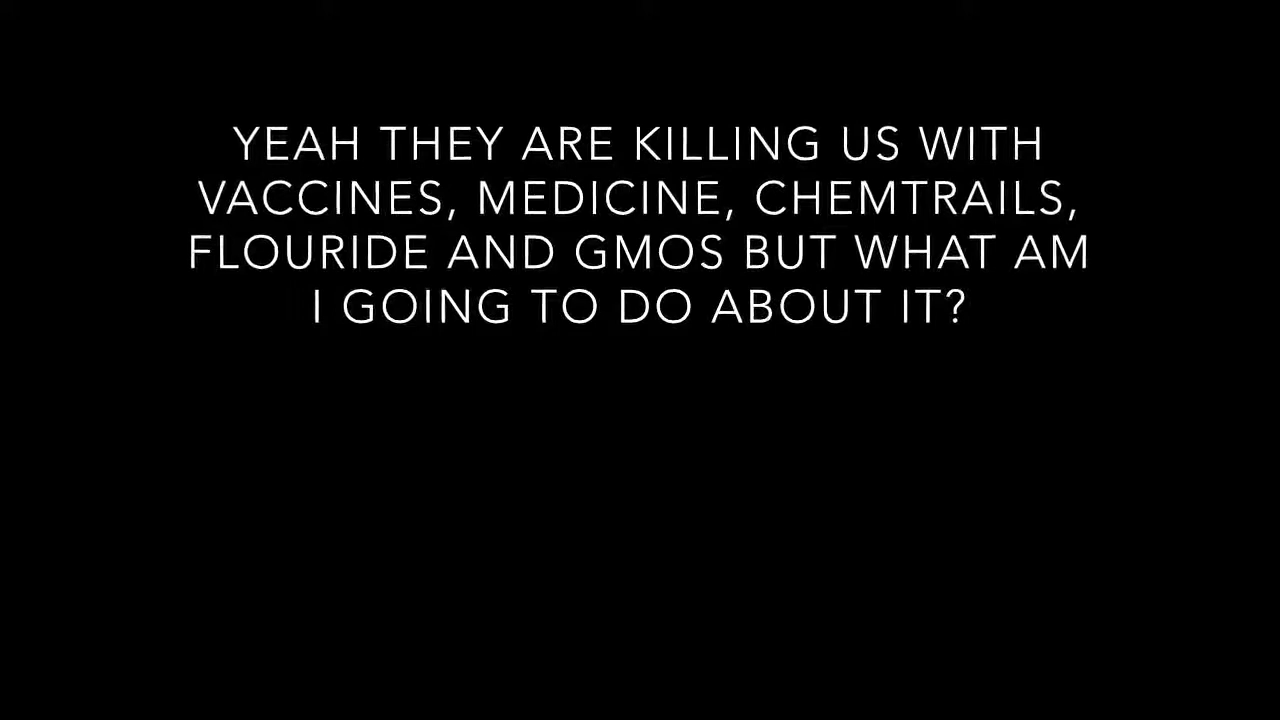 YEAH THEY ARE KILLING US WITH
VACCINES, MEDICINE, CHEMTRAILS,
FLOURIDE AND GMOS BUT WHAT AM
I GOING TO DO ABOUT IT?